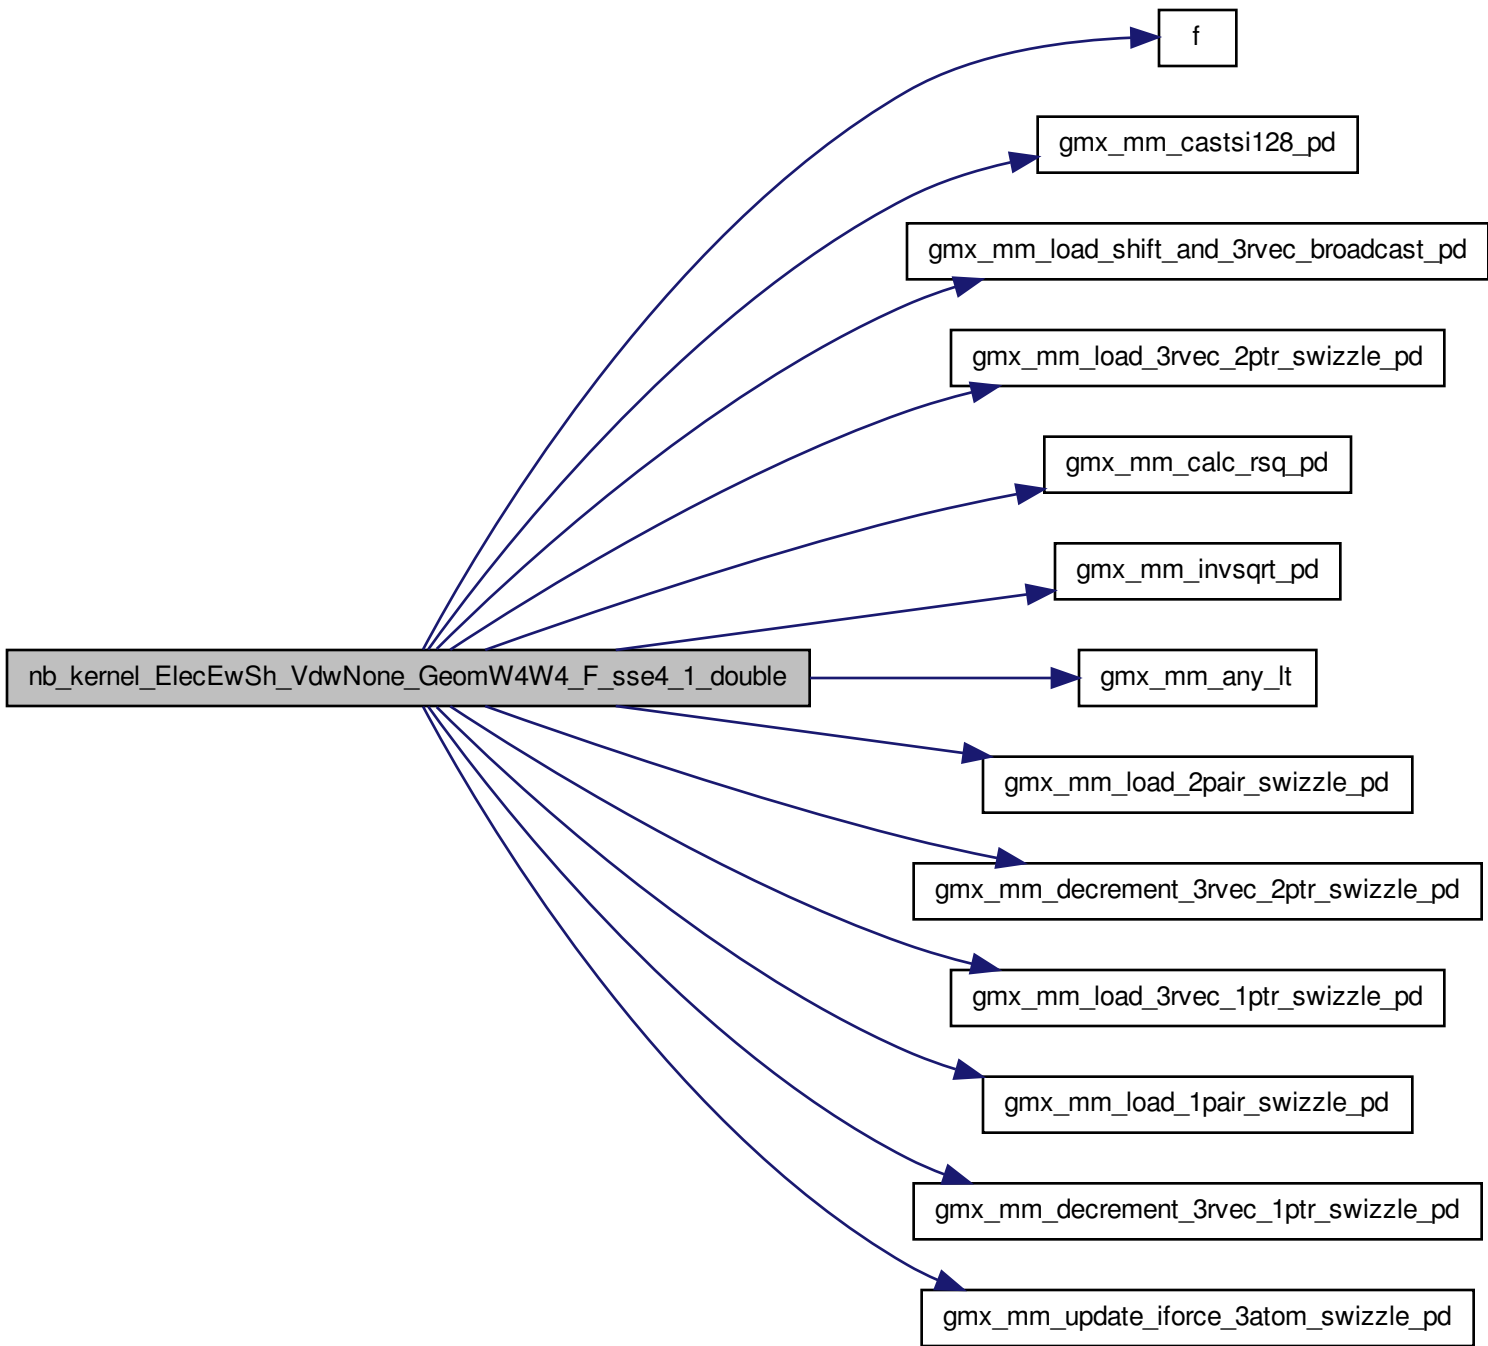 f
gmx_mm_castsi128_pd
gmx_mm_load_shift_and_3rvec_broadcast_pd
gmx_mm_load_3rvec_2ptr_swizzle_pd
gmx_mm_calc_rsq_pd
gmx_mm_invsqrt_pd
nb_kernel_ElecEwSh_VdwNone_GeomW4W4_F_sse4_1_double
gmx_mm_any_lt
gmx_mm_load_2pair_swizzle_pd
gmx_mm_decrement_3rvec_2ptr_swizzle_pd
gmx_mm_load_3rvec_1ptr_swizzle_pd
gmx_mm_load_1pair_swizzle_pd
gmx_mm_decrement_3rvec_1ptr_swizzle_pd
gmx_mm_update_iforce_3atom_swizzle_pd